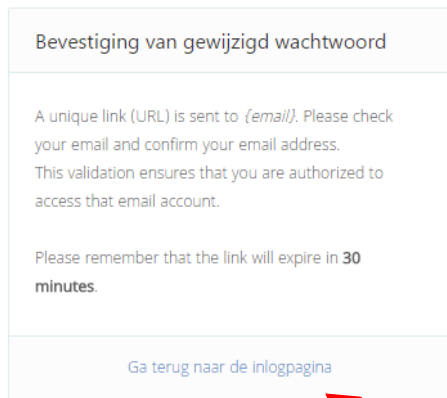 Bevestiging van gewijzigd wachtwoord
A unique link (URL) is sent to {email}. Please check
your email and confirm your email address.
This validation ensures that you are authorized to
access that email account.
Please remember that the link will expire in 30
minutes.
Ga terug naar de inlogpagina